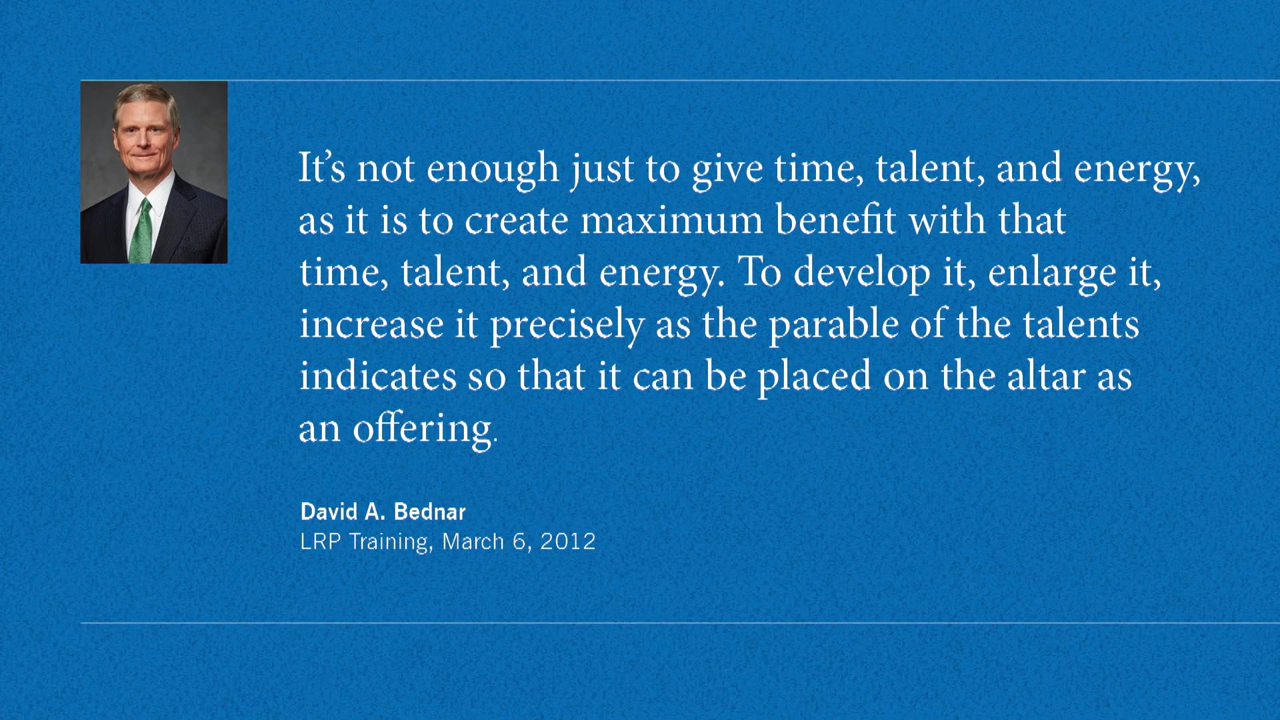 It's not enough just to give time, talent, and energy,
as it is to create maximum benefit with that
time, talent, and energy. To develop it, enlarge it,
increase it precisely as the parable of the talents
indicates so that it can be placed on the altar as
an offering.
David A. Bednar
LRP Training, March 6, 2012